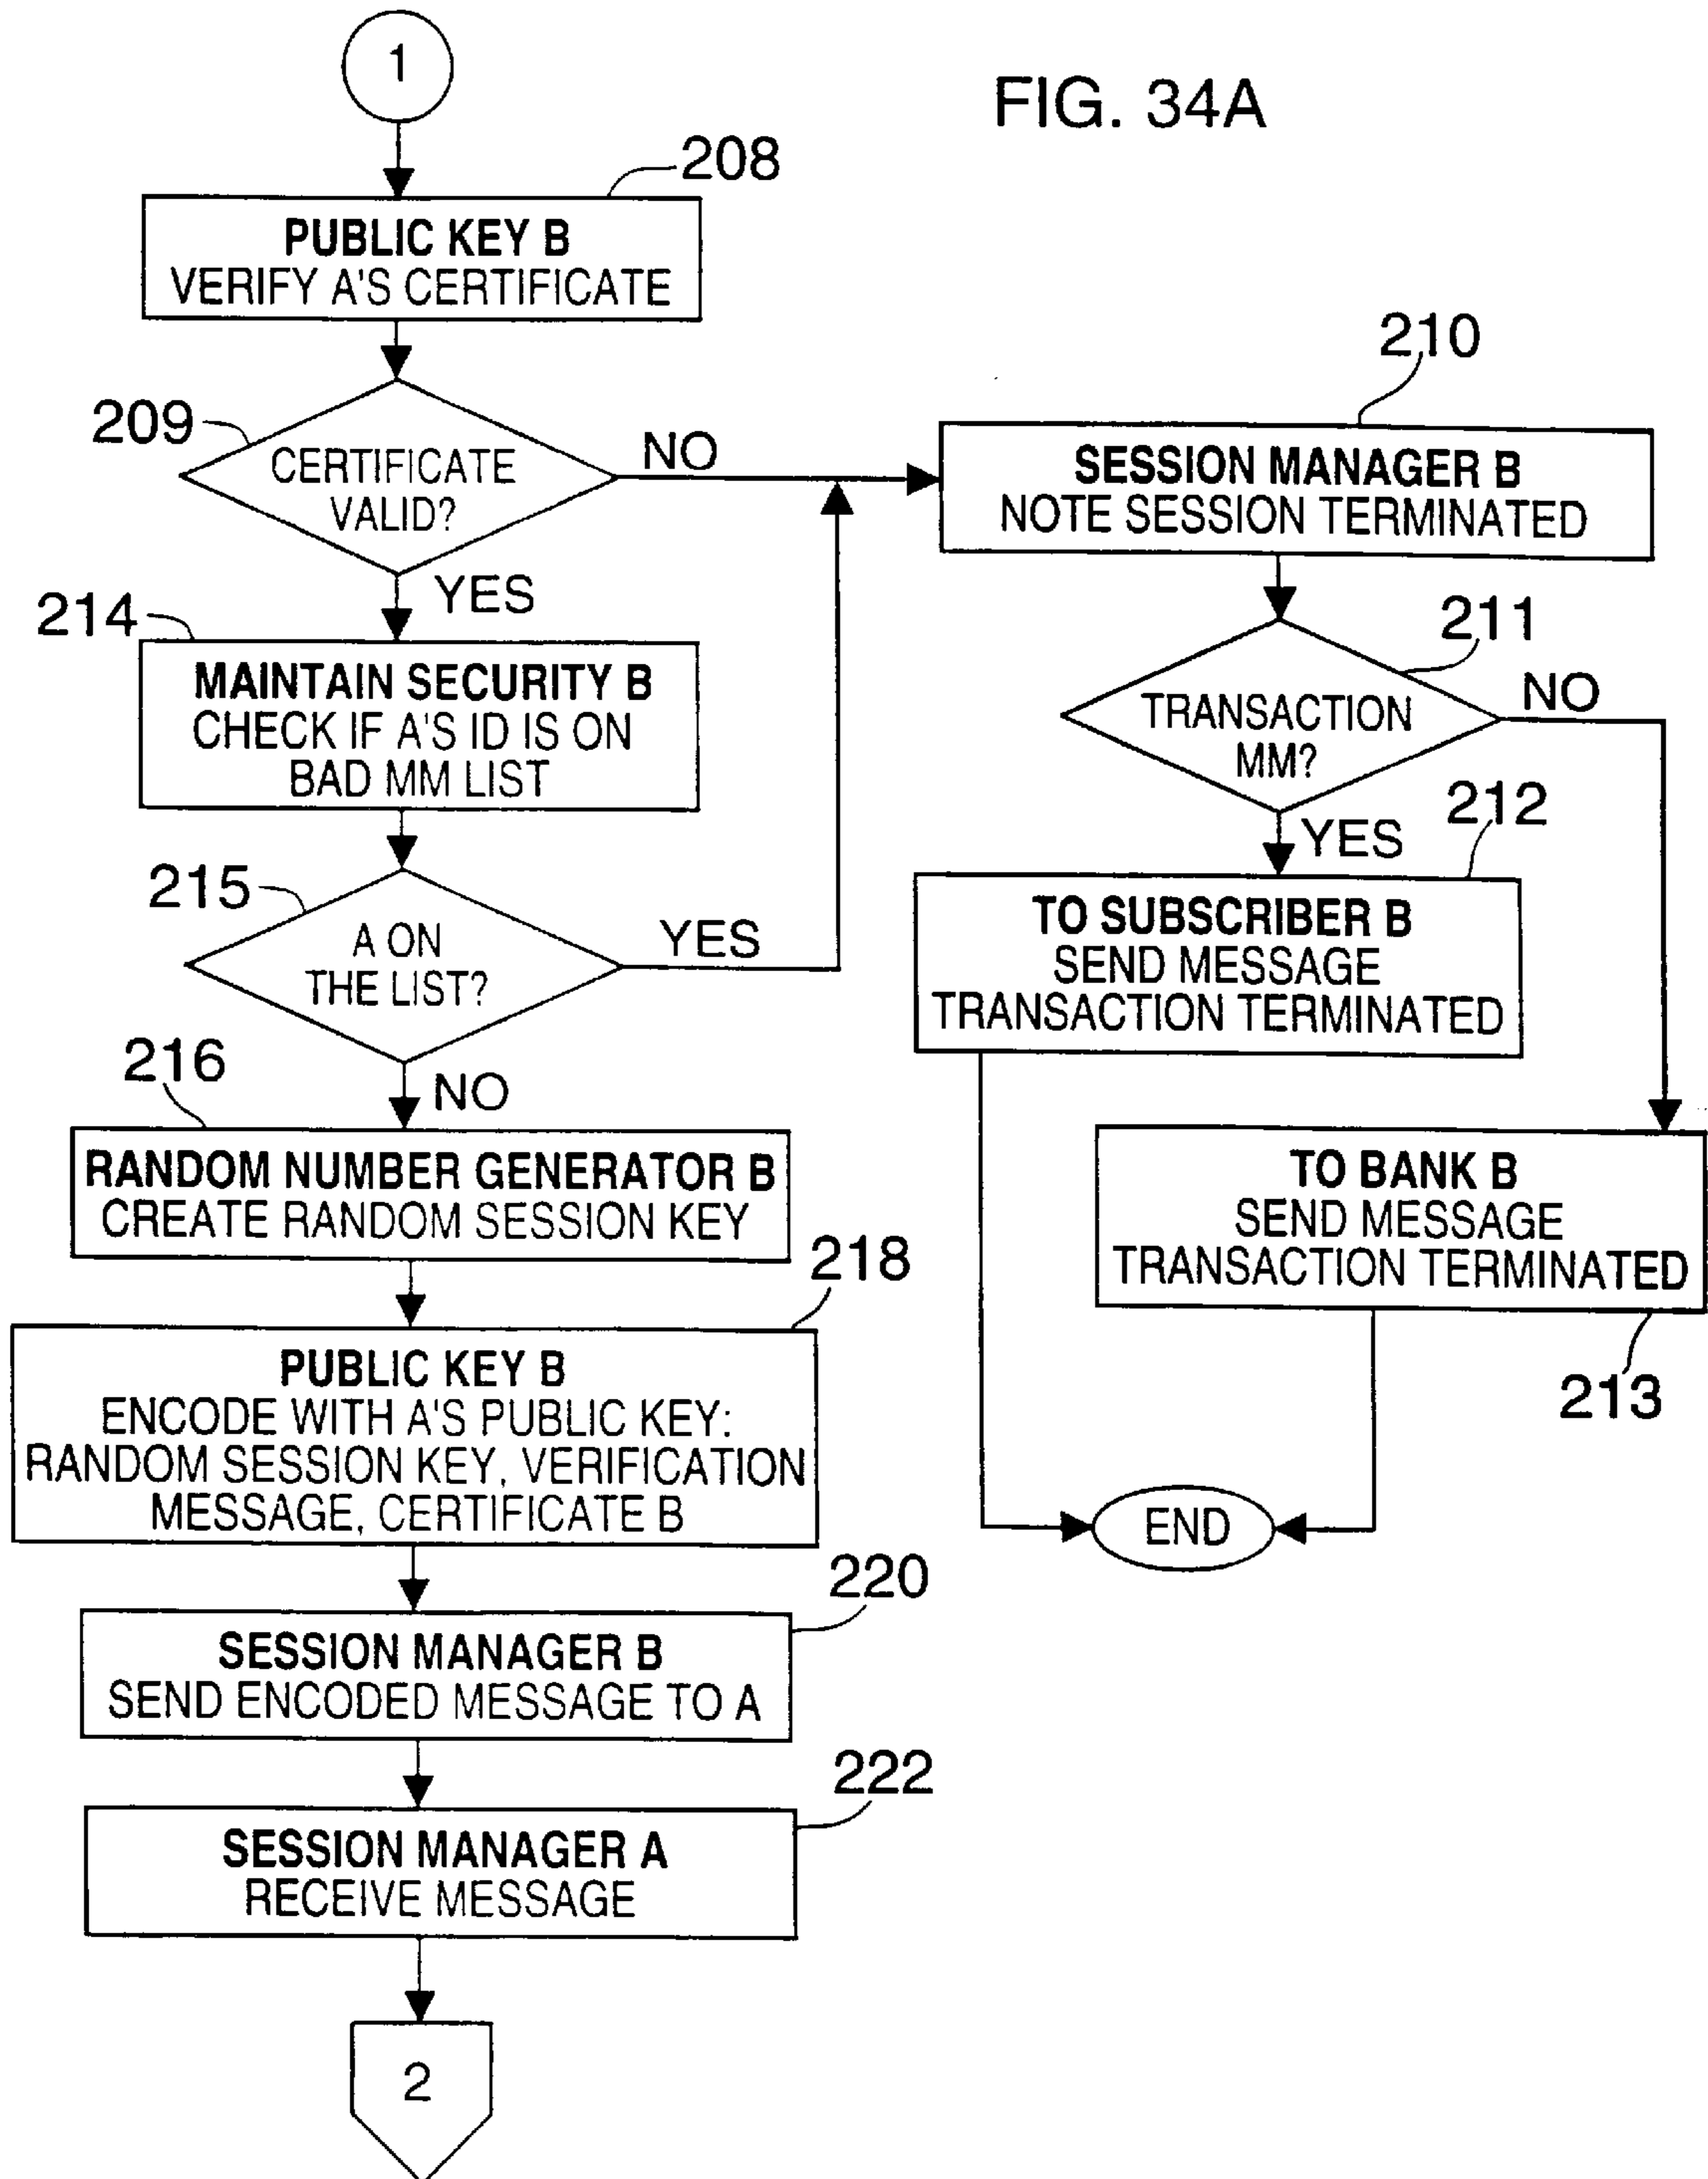 1
FIG. 34A
208
PUBLIC KEY B
VERIFY A'S CERTIFICATE
209
CERTIFICATE
VALID?
NO
YES
210
SESSION MANAGER B
NOTE SESSION TERMINATED
214
MAINTAIN SECURITY B
CHECK IF A'S ID IS ON
BAD MM LIST
211
TRANSACTION
MM?
NO
YES
215
A ON
THE LIST?
YES
NO
212
TO SUBSCRIBER B
SEND MESSAGE
TRANSACTION TERMINATED
216
RANDOM NUMBER GENERATOR B
CREATE RANDOM SESSION KEY
TO BANK B
SEND MESSAGE
TRANSACTION TERMINATED
213
218
PUBLIC KEY B
ENCODE WITH A'S PUBLIC KEY:
RANDOM SESSION KEY, VERIFICATION
MESSAGE, CERTIFICATE B
END
220
SESSION MANAGER B
SEND ENCODED MESSAGE TO A
222
SESSION MANAGER A
RECEIVE MESSAGE
2